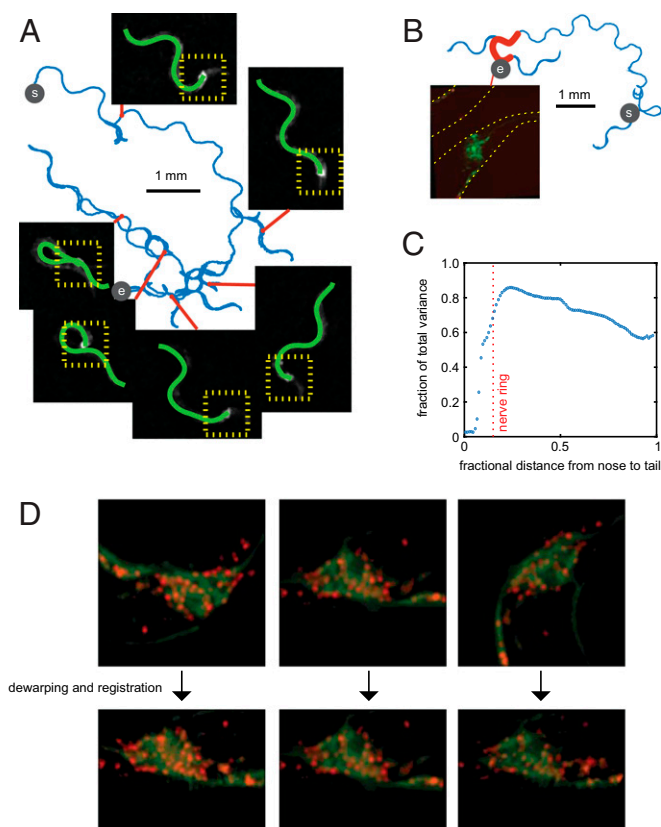 A
s
1 mm
e
B
e
1 mm
s
C
1.0
0.8
0.6
0.4
0.2
0
fraction of total variance
nerve ring
0
0.5
1
fractional distance from nose to tail
D
dewarping and registration